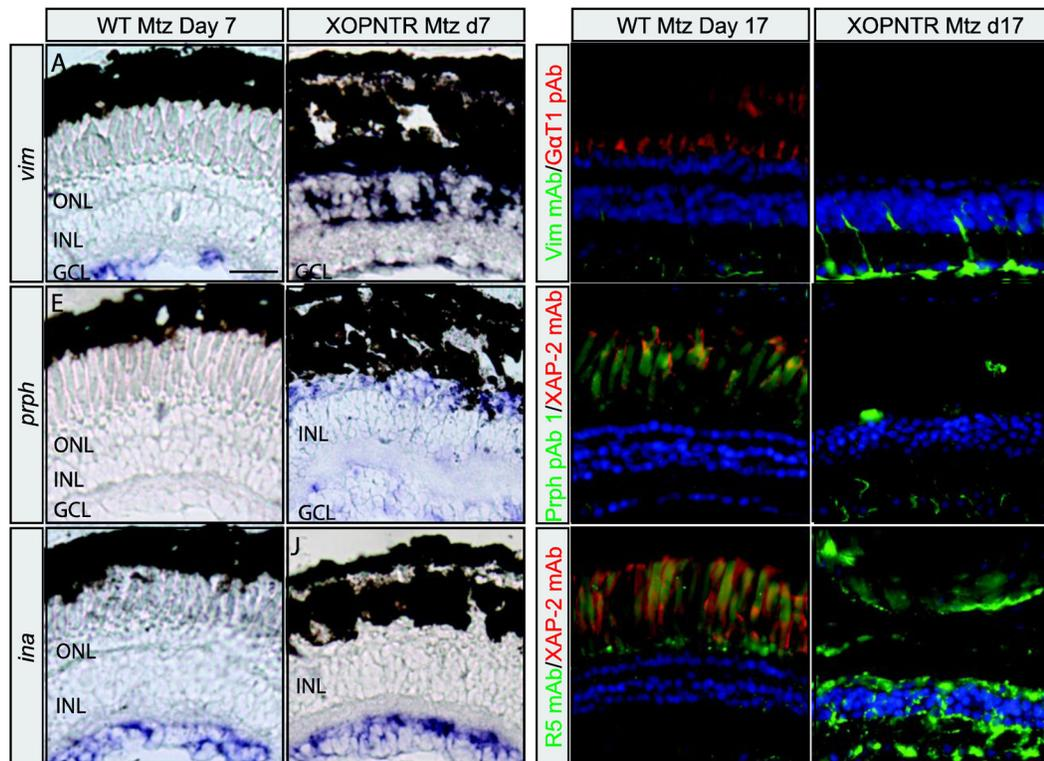 WT Mtz Day 7
XOPNTR Mtz d7
WT Mtz Day 17
XOPNTR Mtz d17
vim
A
ONL
INL
GCL
GCL
Vim mAb/GαT1 pAb
prph
E
ONL
INL
GCL
INL
GCL
Prph pAb 1/XAP-2 mAb
ina
ONL
INL
J
INL
R5 mAb/XAP-2 mAb